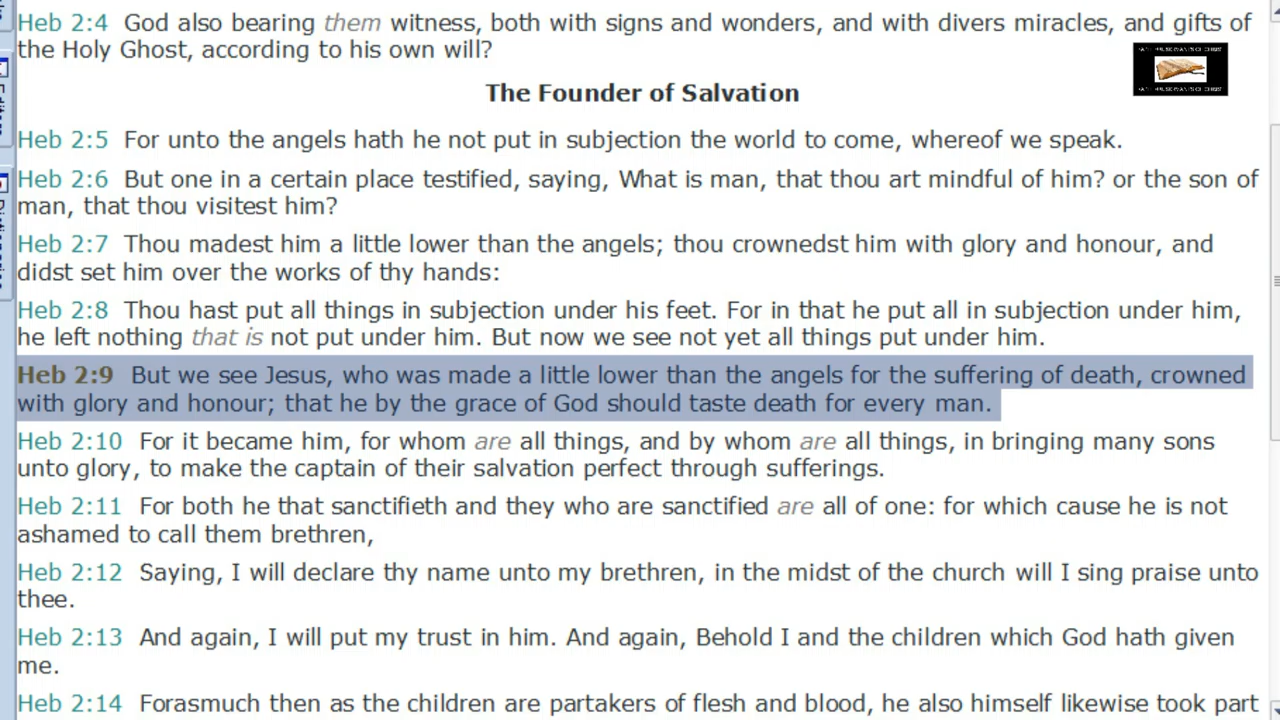 Heb 2:4 God also bearing them witness, both with signs and wonders, and with divers miracles, and gifts of
the Holy Ghost, according to his own will?
The Founder of Salvation
Heb 2:5 For unto the angels hath he not put in subjection the world to come, whereof we speak.
Heb 2:6 But one in a certain place testified, saying, What is man, that thou art mindful of him? or the son of
man, that thou visitest him?
Heb 2:7 Thou madest him a little lower than the angels; thou crownedst him with glory and honour, and
didst set him over the works of thy hands:
Heb 2:8 Thou hast put all things in subjection under his feet. For in that he put all in subjection under him,
he left nothing that is not put under him. But now we see not yet all things put under him.
Heb 2:9 But we see Jesus, who was made a little lower than the angels for the suffering of death, crowned
with glory and honour; that he by the grace of God should taste death for every man.
Heb 2:10 For it became him, for whom are all things, and by whom are all things, in bringing many sons
unto glory, to make the captain of their salvation perfect through sufferings.
Heb 2:11 For both he that sanctifieth and they who are sanctified are all of one: for which cause he is not
ashamed to call them brethren,
Heb 2:12 Saying, I will declare thy name unto my brethren, in the midst of the church will I sing praise unto
thee.
Heb 2:13 And again, I will put my trust in him. And again, Behold I and the children which God hath given
me.
Heb 2:14 Forasmuch then as the children are partakers of flesh and blood, he also himself likewise took part